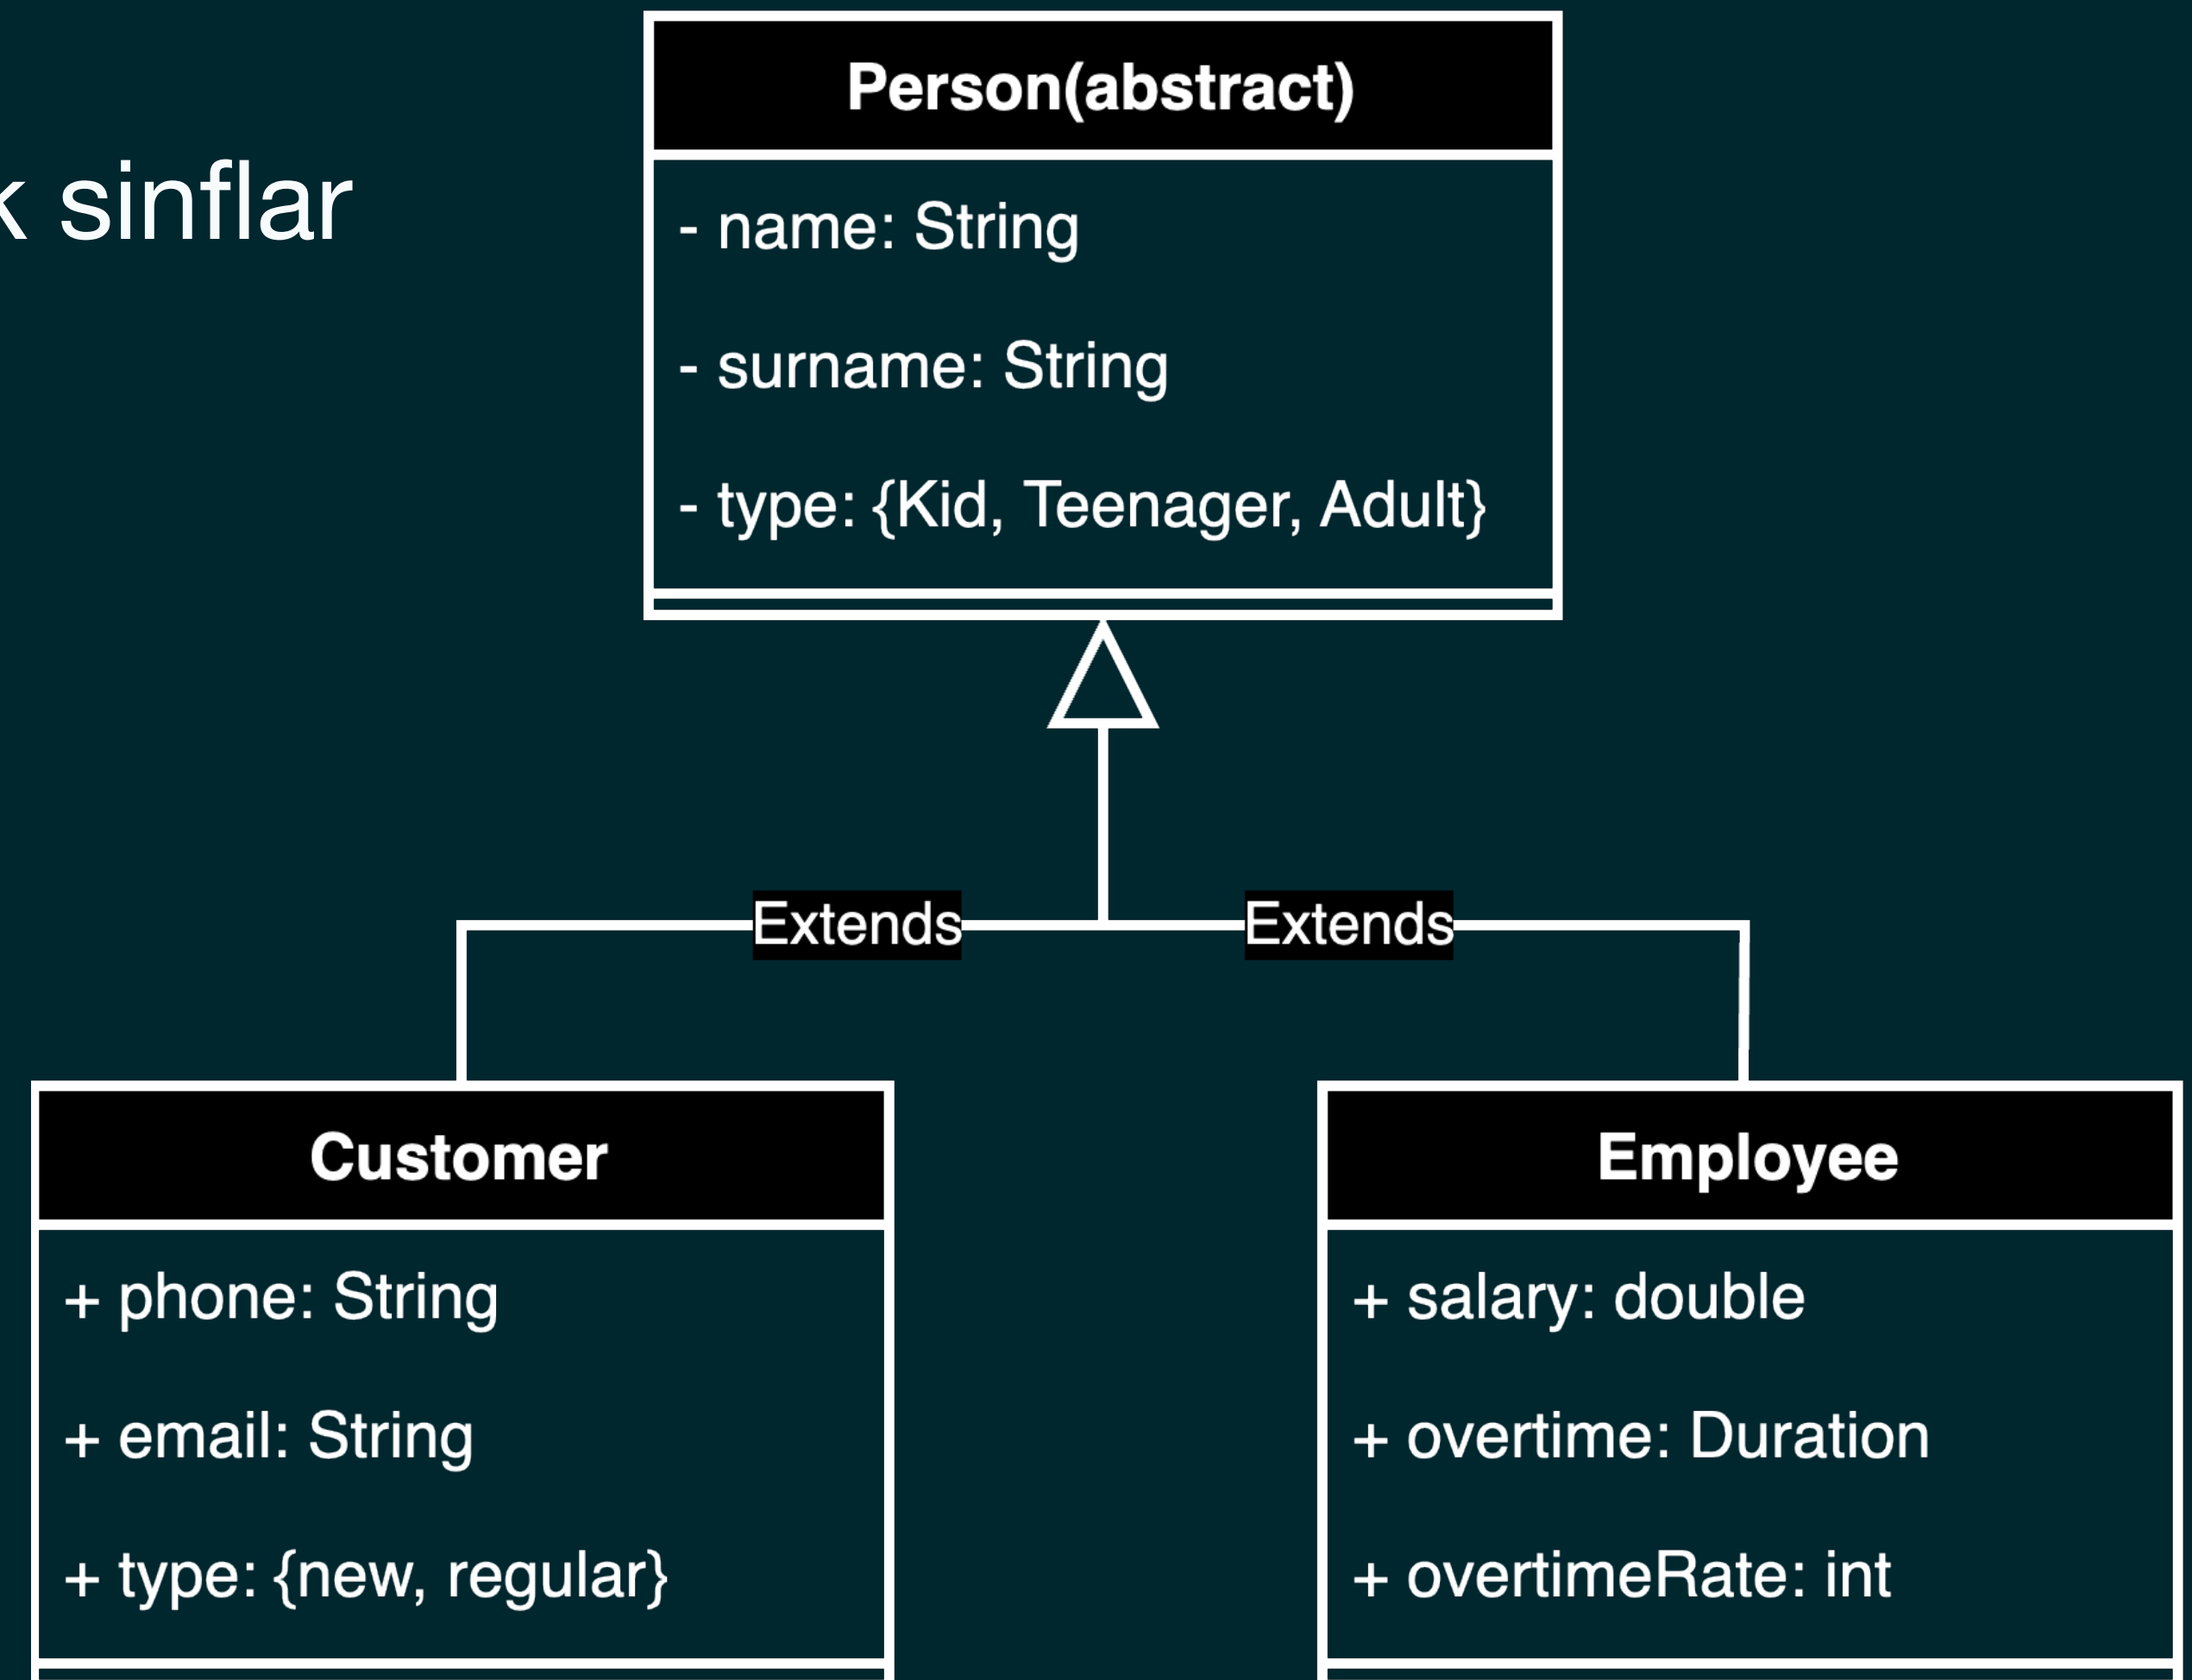 Person(abstract)
k sinflar
- name: String
- surname: String
- type: {Kid, Teenager, Adult}
Extends
Extends
Customer
+ phone: String
+ email: String
+ type: {new, regular}
Employee
+ salary: double
+ overtime: Duration
+ overtimeRate: int